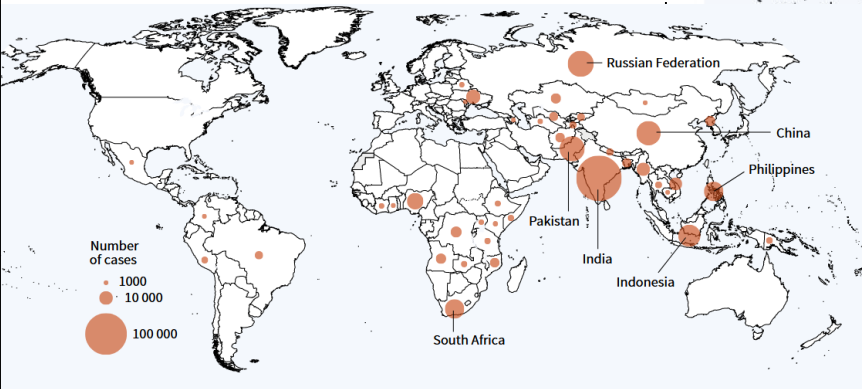 Russian Federation
China
Philippines
Pakistan
India
Indonesia
South Africa
Number
of cases
1000
10 000
100 000